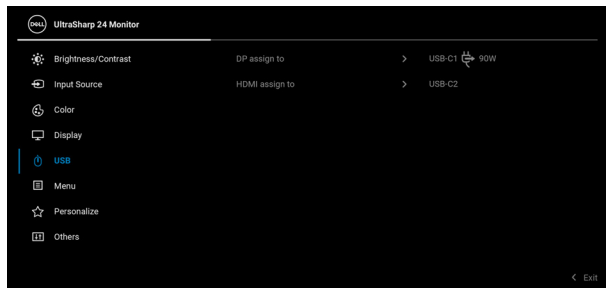 DELL UltraSharp 24 Monitor
Brightness/Contrast DP assign to > USB-C1 90W
Input Source HDMI assign to > USB-C2
Color
Display
USB
Menu
Personalize
Others
< Exit